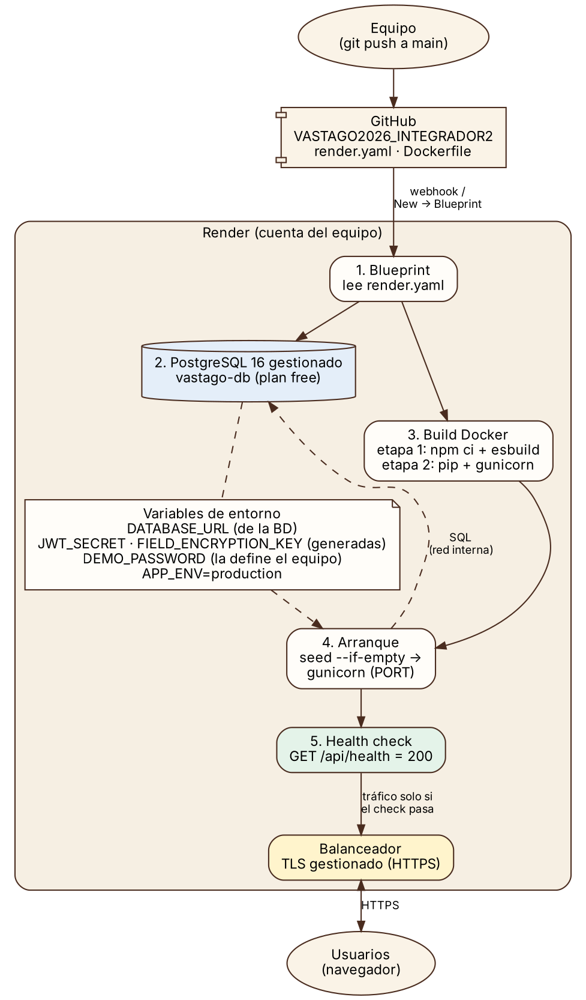 Equipo
(git push a main)
GitHub
VASTAGO2026_INTEGRADOR2
render.yaml · Dockerfile
webhook /
New → Blueprint
Render (cuenta del equipo)
1. Blueprint
lee render.yaml
2. PostgreSQL 16 gestionado
vastago-db (plan free)
3. Build Docker
etapa 1: npm ci + esbuild
etapa 2: pip + gunicorn
Variables de entorno
DATABASE_URL (de la BD)
JWT_SECRET · FIELD_ENCRYPTION_KEY (generadas)
DEMO_PASSWORD (la define el equipo)
APP_ENV=production
SQL
(red interna)
4. Arranque
seed --if-empty →
gunicorn (PORT)
5. Health check
GET /api/health = 200
tráfico solo si
el check pasa
Balanceador
TLS gestionado (HTTPS)
HTTPS
Usuarios
(navegador)